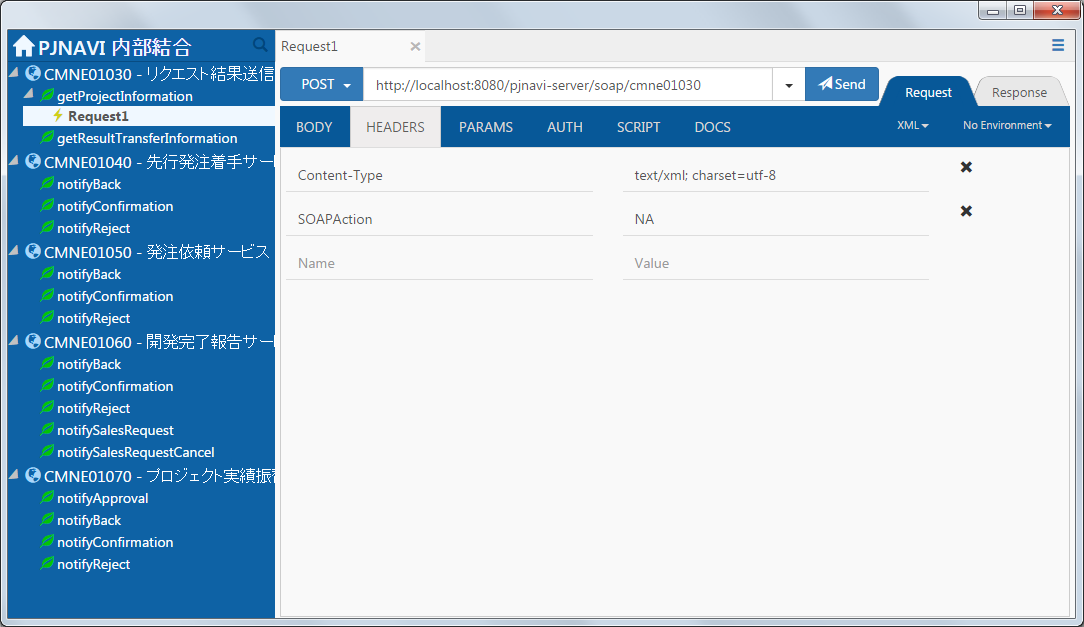 PJNAVI 内部結合
CMNE01030 - リクエスト結果送信
getProjectInformation
Request1
getResultTransferInformation
CMNE01040 - 先行発注着手サー
notifyBack
notifyConfirmation
notifyReject
CMNE01050 - 発注依頼サービス
notifyBack
notifyConfirmation
notifyReject
CMNE01060 - 開発完了報告サー
notifyBack
notifyConfirmation
notifyReject
notifySalesRequest
notifySalesRequestCancel
CMNE01070 - プロジェクト実績振
notifyApproval
notifyBack
notifyConfirmation
notifyReject
Request1
POST http://localhost:8080/pjnavi-server/soap/cmne01030 Send
Request Response
BODY HEADERS PARAMS AUTH SCRIPT DOCS XML No Environment
Content-Type text/xml; charset=utf-8
SOAPAction NA
Name Value